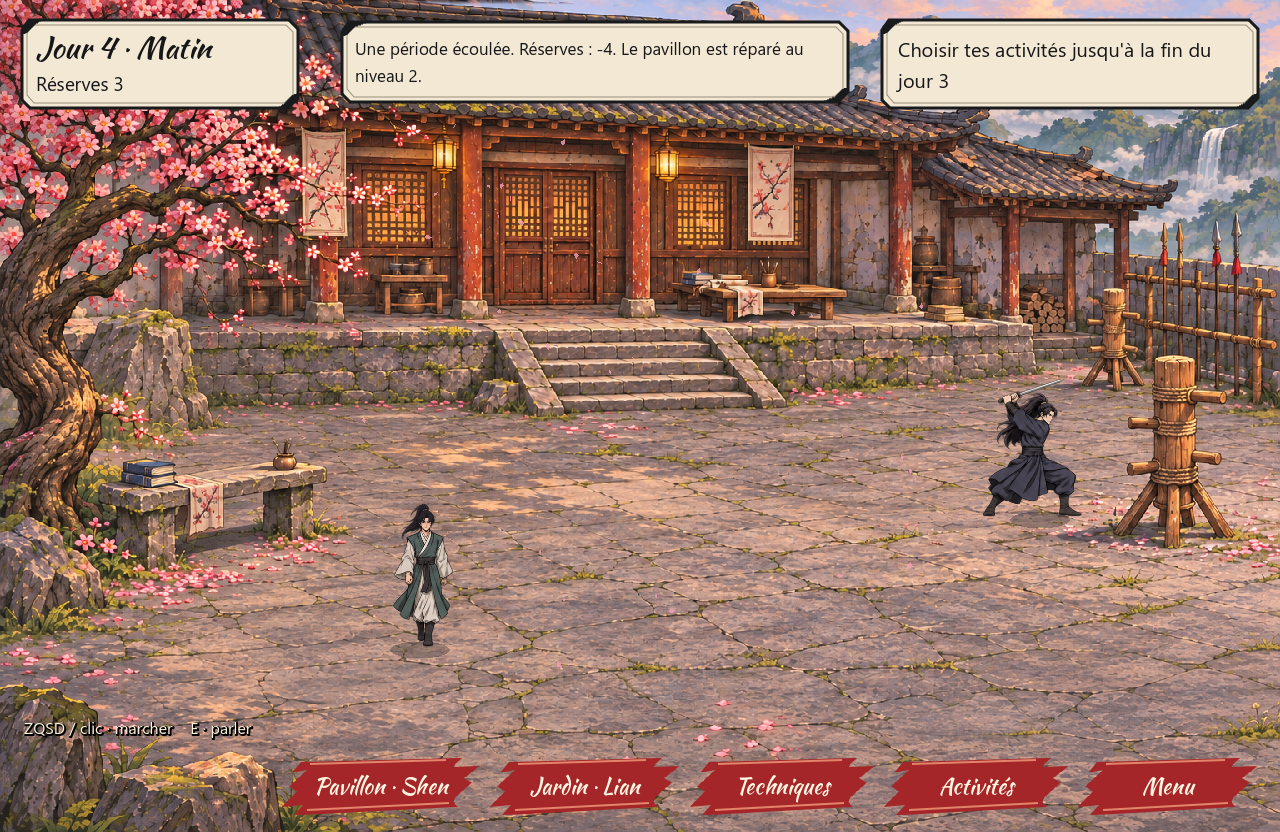 Jour 4 · Matin
Réserves 3
Une période écoulée. Réserves : -4. Le pavillon est réparé au
niveau 2.
Choisir tes activités jusqu'à la fin du
jour 3
ZQSD / clic · marcher    E · parler
Pavillon · Shen
Jardin · Lian
Techniques
Activités
Menu